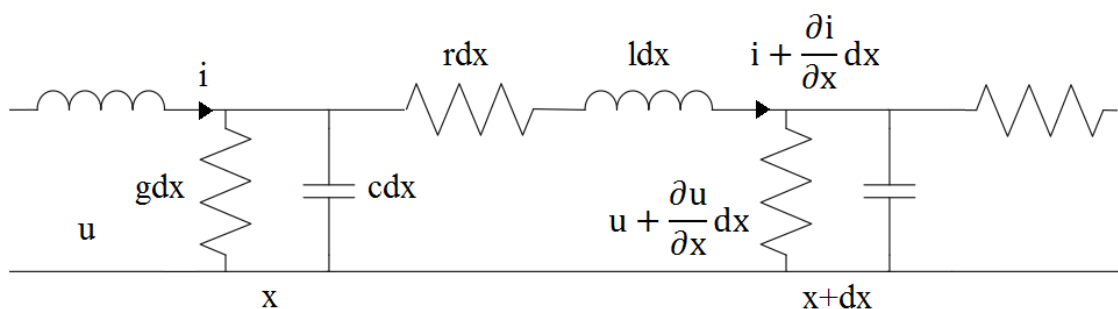 i
rdx
ldx
i + ∂i/∂x dx
gdx
cdx
u
u + ∂u/∂x dx
x
x+dx